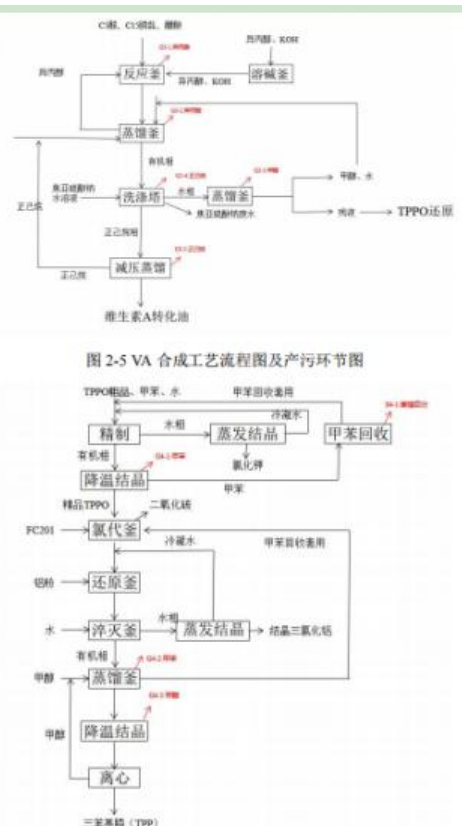 异丙醇、KOH
异丙醇
反应釜
异丙醇、KOH
溶碱釜
蒸馏釜
有机相
甲醇、水
焦亚硫酸钠
水溶液
洗涤塔
水相
蒸馏釜
正己烷
焦亚硫酸钠废水
残液
TPPO还原
正己烷相
减压蒸馏
正己烷
维生素A转化油
图 2-5 VA 合成工艺流程图及产污环节图
TPPO粗品、甲苯、水
甲苯回收套用
冷凝水
精制
水相
蒸发结晶
甲苯回收
有机相
氯化钾
降温结晶
甲苯
精品TPPO
二氧化碳
FC201
氯代釜
冷凝水
甲苯回收套用
铝粉
还原釜
水
淬灭釜
水相
蒸发结晶
结晶三氯化铝
有机相
甲醇
蒸馏釜
降温结晶
甲醇
离心
三苯基膦（TPP）